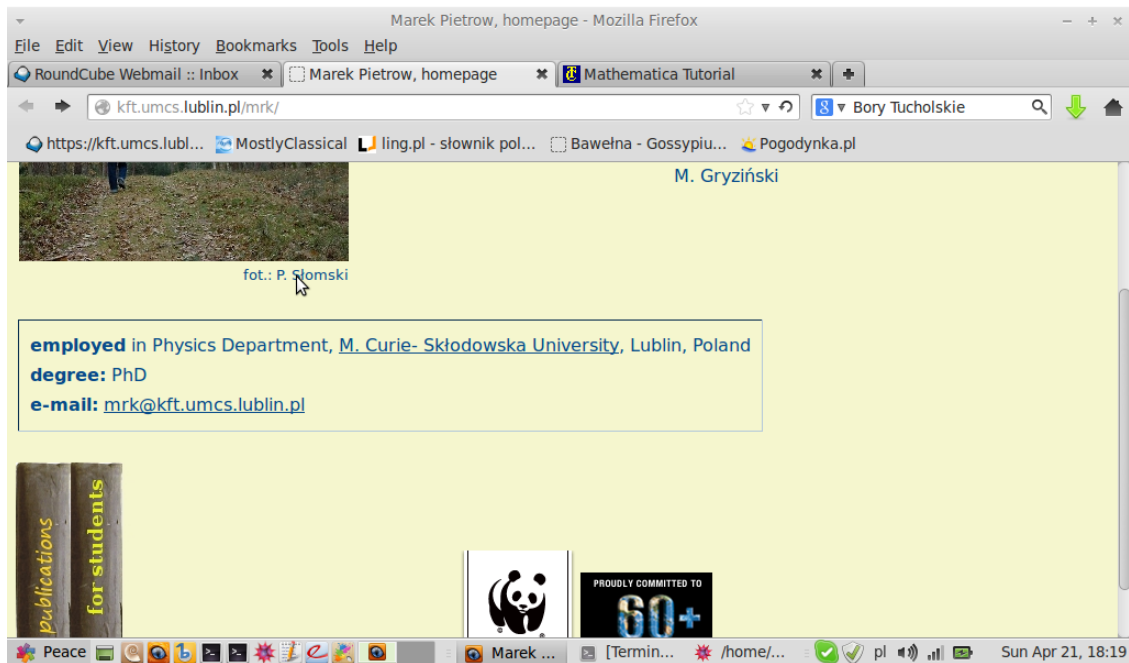 Marek Pietrow, homepage - Mozilla Firefox
File Edit View History Bookmarks Tools Help
RoundCube Webmail :: Inbox Marek Pietrow, homepage Mathematica Tutorial
kft.umcs.lublin.pl/mrk/ Bory Tucholskie
https://kft.umcs.lubl... MostlyClassical ling.pl - słownik pol... Bawełna - Gossypiu... Pogodynka.pl
M. Gryziński
fot.: P. Słomski
employed in Physics Department, M. Curie- Skłodowska University, Lublin, Poland
degree: PhD
e-mail: mrk@kft.umcs.lublin.pl
publications
for students
PROUDLY COMMITTED TO
60+
Peace Marek ... [Termin... /home/... pl Sun Apr 21, 18:19